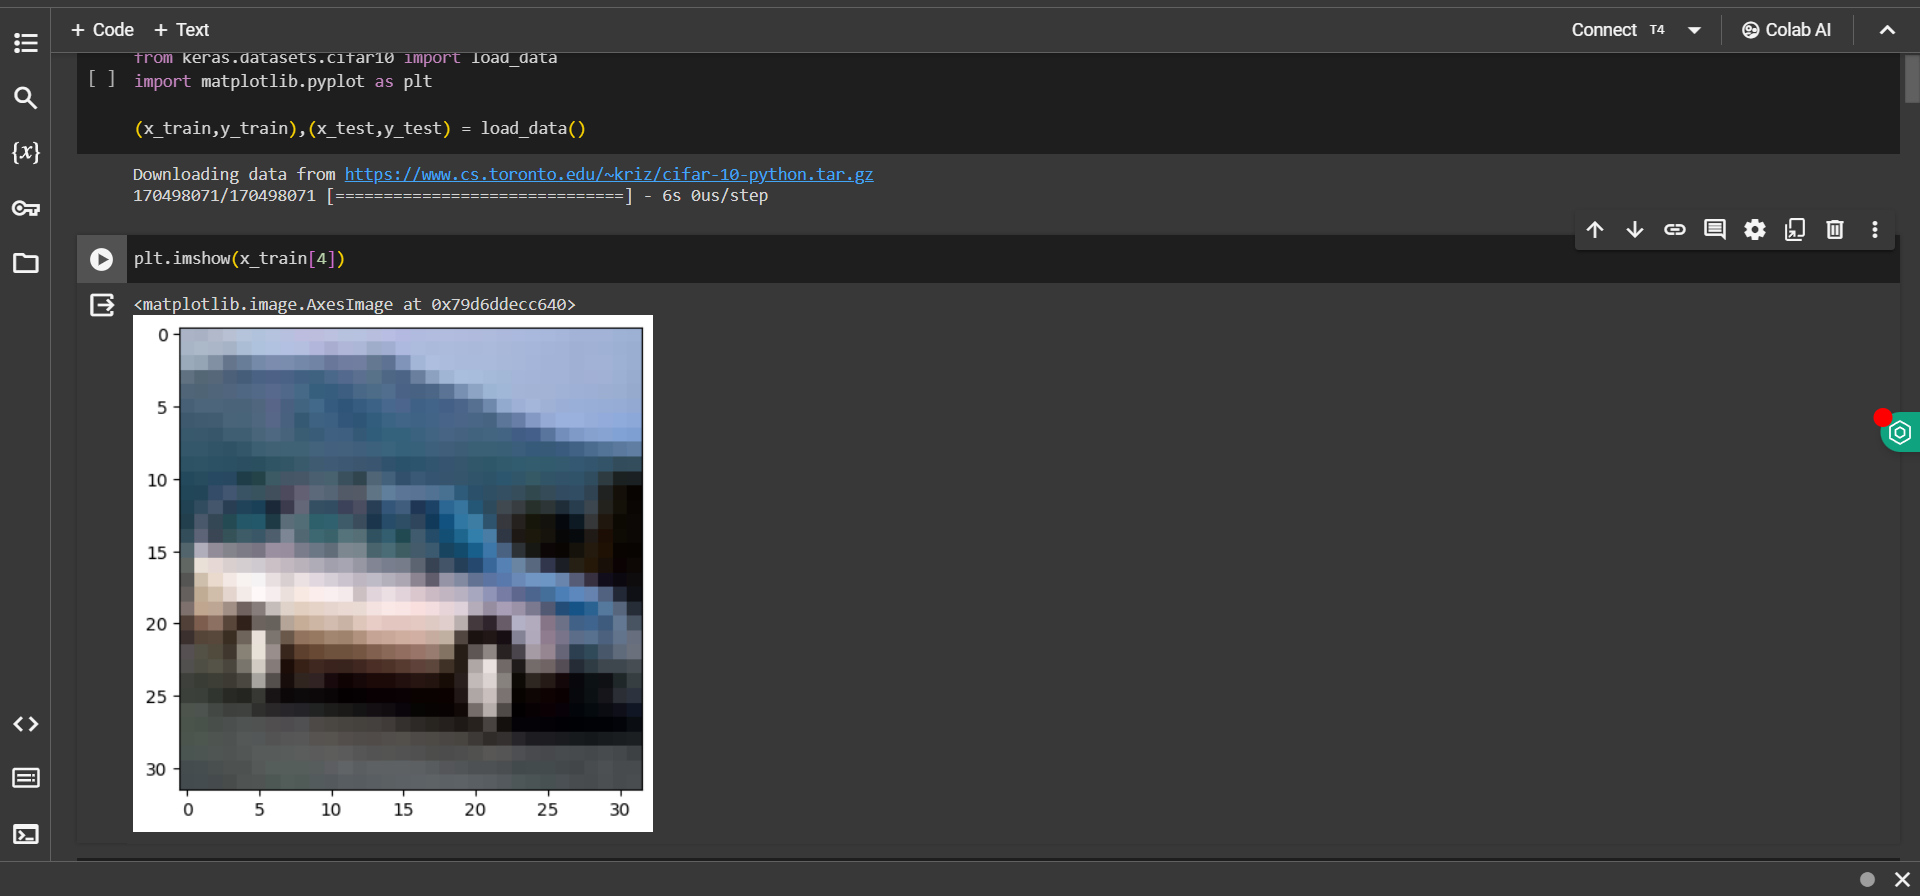 + Code + Text
Connect T4
Colab AI
from keras.datasets.cifar10 import load_data
[ ] import matplotlib.pyplot as plt
(x_train,y_train),(x_test,y_test) = load_data()
Downloading data from https://www.cs.toronto.edu/~kriz/cifar-10-python.tar.gz
170498071/170498071 [==============================] - 6s 0us/step
{x}
plt.imshow(x_train[4])
<matplotlib.image.AxesImage at 0x79d6ddecc640>
0
5
10
15
20
25
30
0 5 10 15 20 25 30